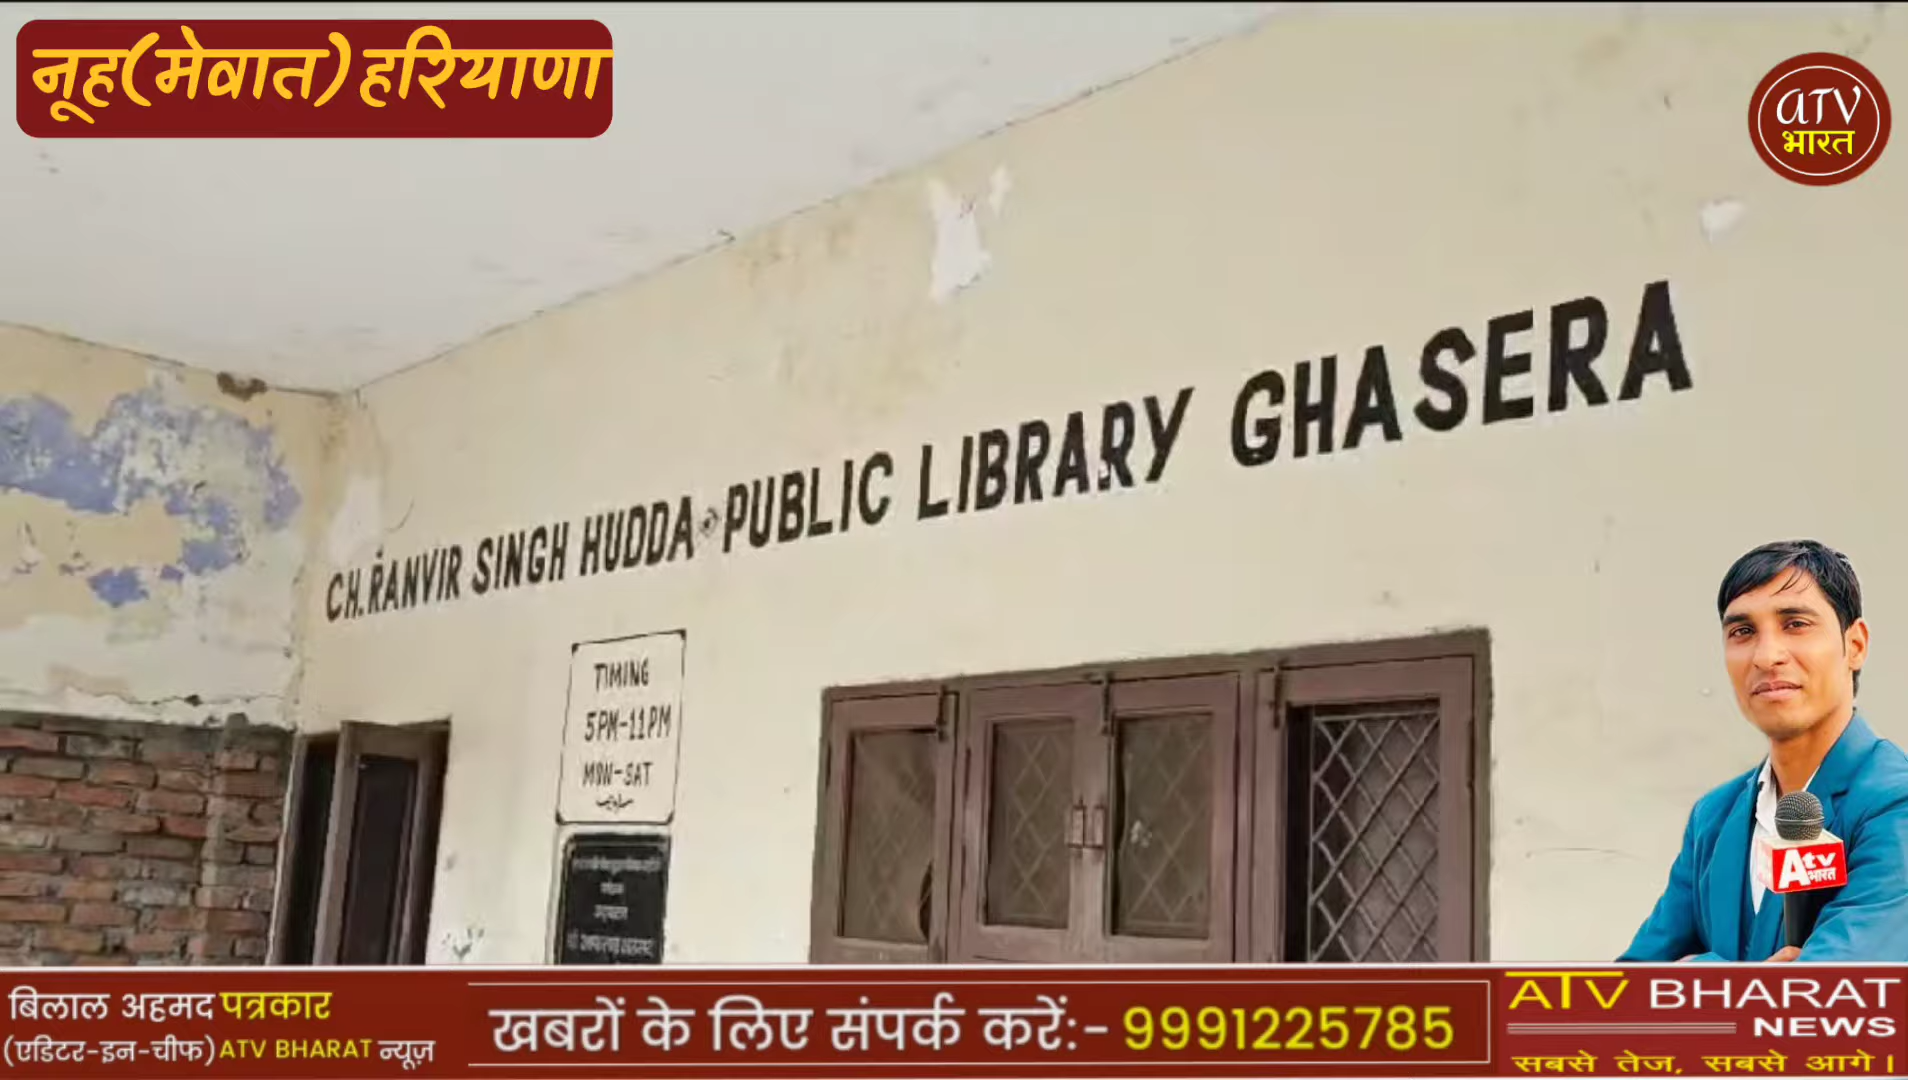 नूह(मेवात) हरियाणा
ATV
भारत
CH. RANVIR SINGH HUDDA PUBLIC LIBRARY GHASERA
TIMING
5PM-11PM
MON-SAT
Atv
भारत
बिलाल अहमद पत्रकार
(एडिटर-इन-चीफ) ATV BHARAT न्यूज़
खबरों के लिए संपर्क करें:- 9991225785
ATV BHARAT
NEWS
सबसे तेज, सबसे आगे।